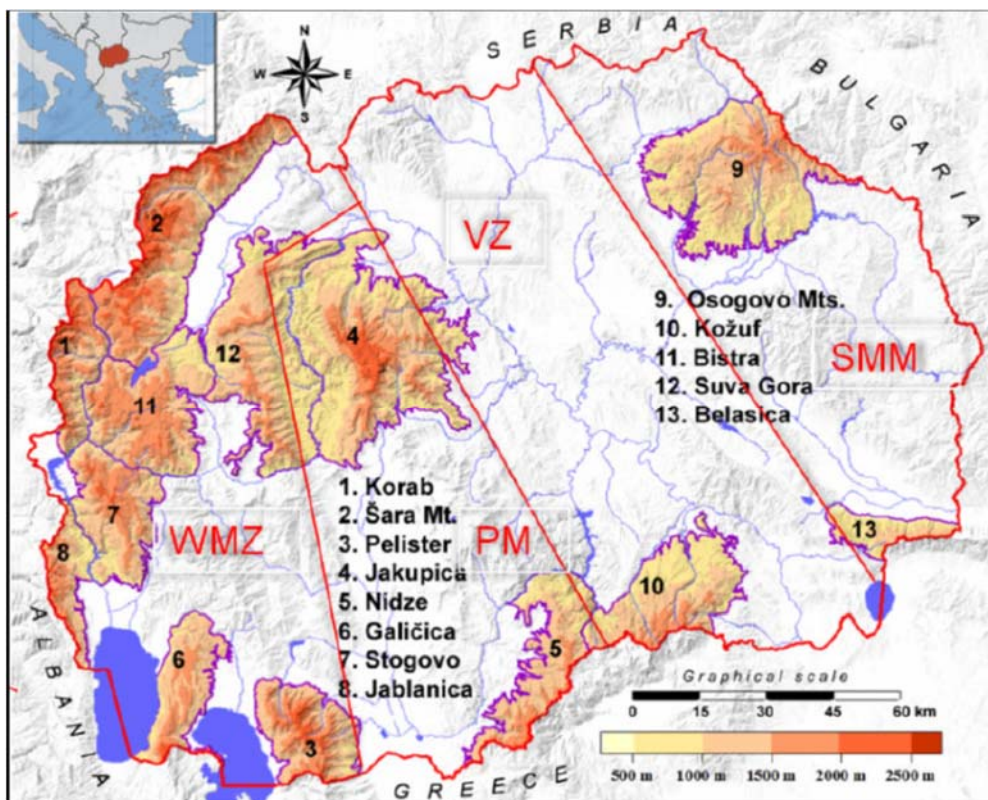 N
W E
S
SERBIA
BULGARIA
ALBANIA
GREECE
VZ
SMM
WMZ
PM
1
2
3
4
5
6
7
8
9
10
11
12
13
9. Osogovo Mts.
10. Kožuf
11. Bistra
12. Suva Gora
13. Belasica
1. Korab
2. Šara Mt.
3. Pelister
4. Jakupica
5. Nidze
6. Galičica
7. Stogovo
8. Jablanica
Graphical scale
0 15 30 45 60 km
500 m 1000 m 1500 m 2000 m 2500 m